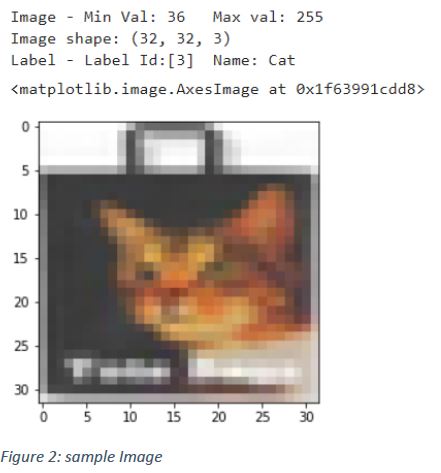 Image - Min Val: 36   Max val: 255
Image shape: (32, 32, 3)
Label - Label Id:[3]  Name: Cat
<matplotlib.image.AxesImage at 0x1f63991cdd8>
0
5
10
15
20
25
30
0 5 10 15 20 25 30
Figure 2: sample Image